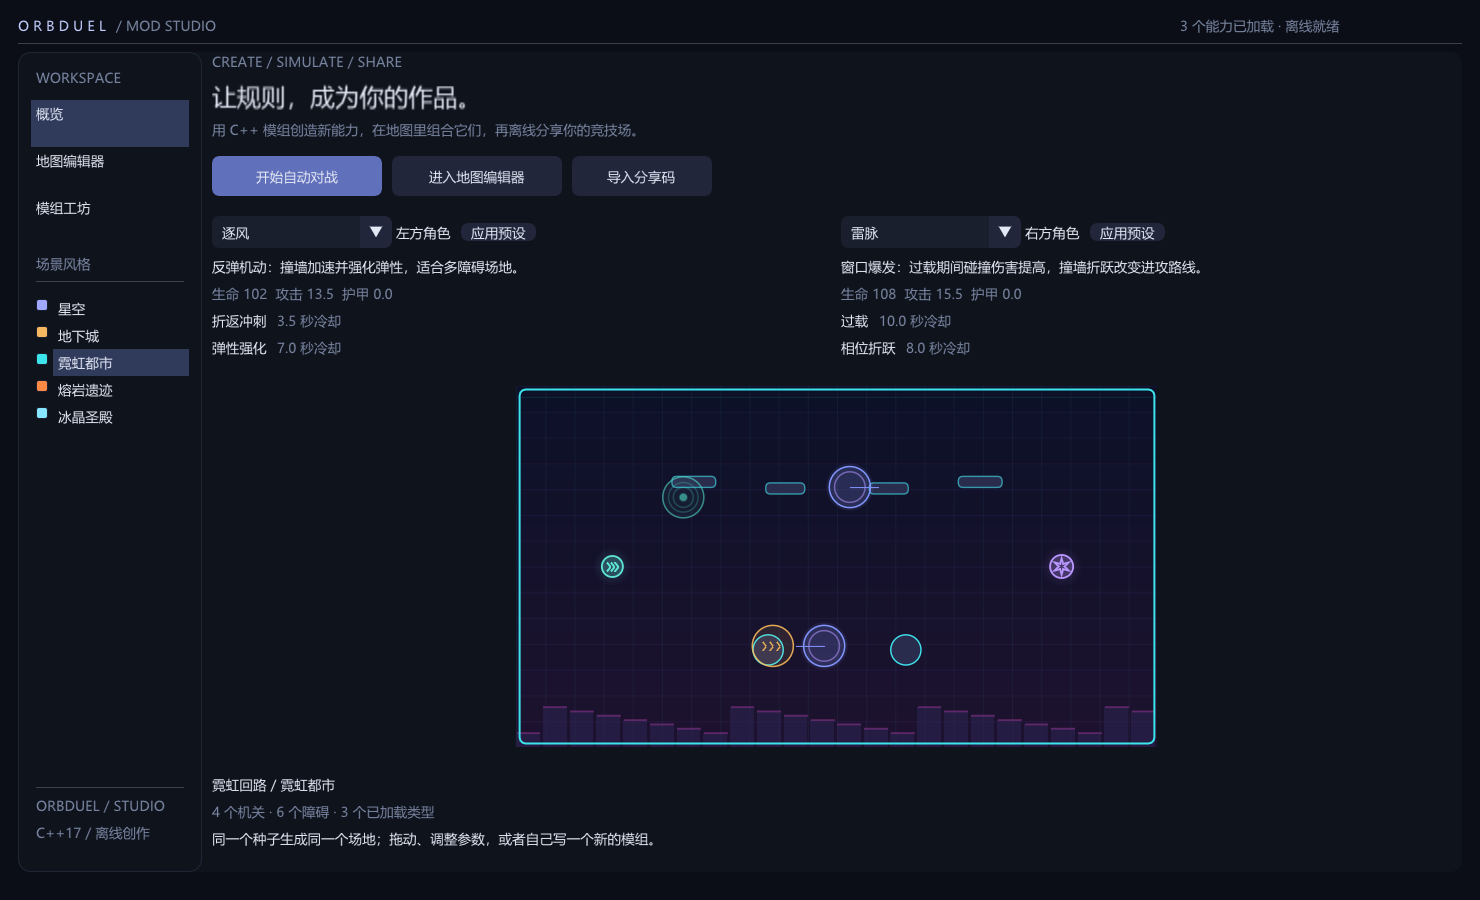 ORBDUEL / MOD STUDIO
3 个能力已加载 · 离线就绪
WORKSPACE
概览
地图编辑器
模组工坊
场景风格
星空
地下城
霓虹都市
熔岩遗迹
冰晶圣殿
ORBDUEL / STUDIO
C++17 / 离线创作
CREATE / SIMULATE / SHARE
让规则，成为你的作品。
用 C++ 模组创造新能力，在地图里组合它们，再离线分享你的竞技场。
开始自动对战
进入地图编辑器
导入分享码
逐风
左方角色
应用预设
反弹机动：撞墙加速并强化弹性，适合多障碍场地。
生命 102 攻击 13.5 护甲 0.0
折返冲刺 3.5 秒冷却
弹性强化 7.0 秒冷却
雷脉
右方角色
应用预设
窗口爆发：过载期间碰撞伤害提高，撞墙折跃改变进攻路线。
生命 108 攻击 15.5 护甲 0.0
过载 10.0 秒冷却
相位折跃 8.0 秒冷却
霓虹回路 / 霓虹都市
4 个机关 · 6 个障碍 · 3 个已加载类型
同一个种子生成同一个场地；拖动、调整参数，或者自己写一个新的模组。